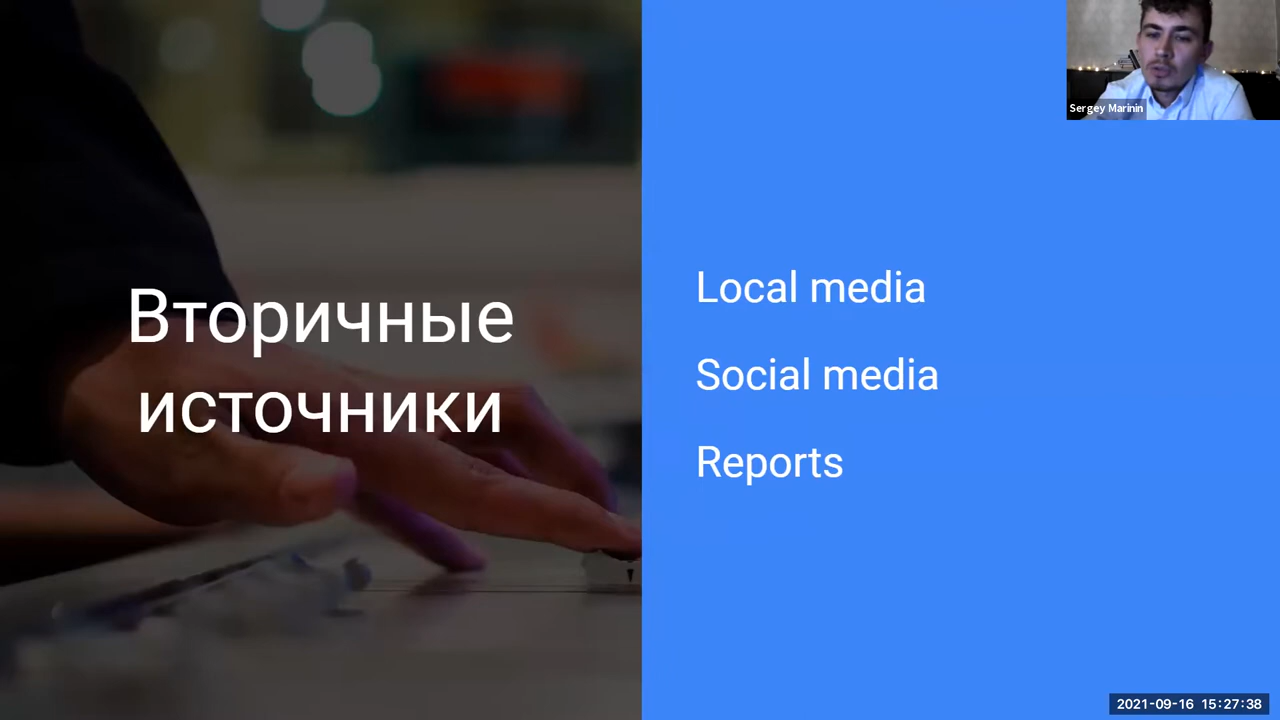 Вторичные
источники
Local media
Social media
Reports
Sergey Marinin
2021-09-16 15:27:38